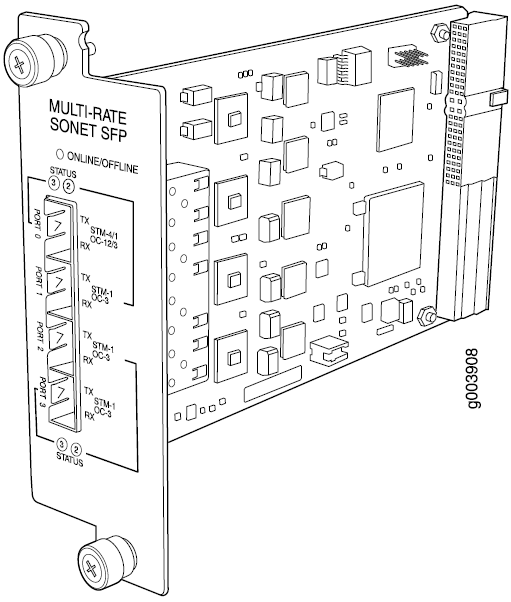 MULTI-RATE
SONET SFP
ONLINE/OFFLINE
STATUS
3 2
PORT 0
TX
STM-4/1
OC-12/3
RX
PORT 1
TX
STM-1
OC-3
RX
PORT 2
TX
STM-1
OC-3
RX
PORT 3
TX
STM-1
OC-3
RX
3 2
STATUS
g003908